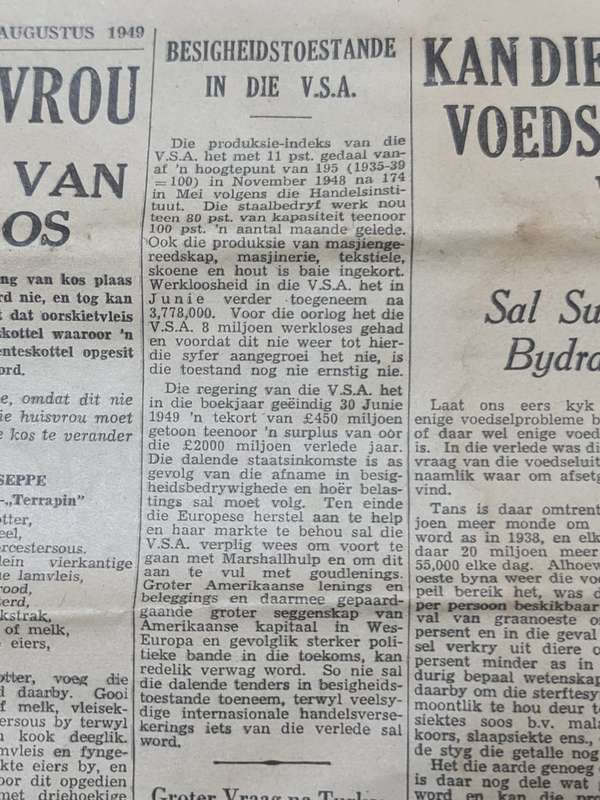 AUGUSTUS 1949
VROU
VAN
OS
ng van kos plaas
rd nie, en tog kan
t dat oorskietvleis
skottel waaroor 'n
enteskottel opgesit
ord.
e, omdat dit nie
ie huisvrou moet
e kos te verander
SEPPE
-„Terrapin”
otter,
eel,
rcestersous.
lein vierkantige
ue lamvleis,
rood,
terd,
kstrak,
of melk,
e eiers,
otter, voeg die
d daarby. Gooi
f melk, vleisek-
ersous by terwyl
kook deeglik.
mvleis en fynge-
kte eiers by, en
oor dit opgedien
met driehoekige
BESIGHEIDSTOESTANDE
IN DIE V.S.A.
Die produksie-indeks van die
V.S.A. het met 11 pst. gedaal van-
af 'n hoogtepunt van 195 (1935-39
=100) in November 1948 na 174
in Mei volgens die Handelsinsti-
tuut. Die staalbedryf werk nou
teen 80 pst. van kapasiteit teenoor
100 pst. 'n aantal maande gelede.
Ook die produksie van masjienge-
reedskap, masjinerie, tekstiele,
skoene en hout is baie ingekort.
Werkloosheid in die V.S.A. het in
Junie verder toegeneem na
3,778,000. Voor die oorlog het die
V.S.A. 8 miljoen werkloses gehad
en voordat dit nie weer tot hier-
die syfer aangegroei het nie, is
die toestand nog nie ernstig nie.
Die regering van die V.S.A. het
in die boekjaar geëindig 30 Junie
1949 'n tekort van £450 miljoen
getoon teenoor 'n surplus van oor
die £2000 miljoen verlede jaar.
Die dalende staatsinkomste is as
gevolg van die afname in besig-
heidsbedrywighede en hoër belas-
tings sal moet volg. Ten einde
die Europese herstel aan te help
en haar markte te behou sal die
V.S.A. verplig wees om voort te
gaan met Marshallhulp en om dit
aan te vul met goudlenings.
Groter Amerikaanse lenings en
beleggings en daarmee gepaard-
gaande groter seggenskap van
Amerikaanse kapitaal in Wes-
Europa en gevolglik sterker poli-
tieke bande in die toekoms, kan
redelik verwag word. So nie sal
die dalende tenders in besigheids-
toestande toeneem, terwyl veelsy-
dige internasionale handelsverse-
kerings iets van die verlede sal
word.
Groter Vraag na
KAN DIE
VOEDS
Sal Su
Bydra
Laat ons eers kyk
enige voedselprobleme b
of daar wel enige voed
is. In die verlede was di
vraag van die voedseluit
naamlik waar om afset
vind.
Tans is daar omtrent
joen meer monde om
word as in 1938, en elk
daar 20 miljoen meer
55,000 elke dag. Alhoew
oeste byna weer die voo
peil bereik het, was d
per persoon beskikbaar
val van graanoeste o
persent en in die geval
sel verkry uit diere o
persent minder as in
durig bepaal wetenskap
daarby om die sterftesy
moontlik te hou deur t
siektes soos b.v. mala
koors, slaapsiekte ens.,
de styg die getalle nog
Het die aarde genoeg
is daar nog dele wat
word en kan die pro